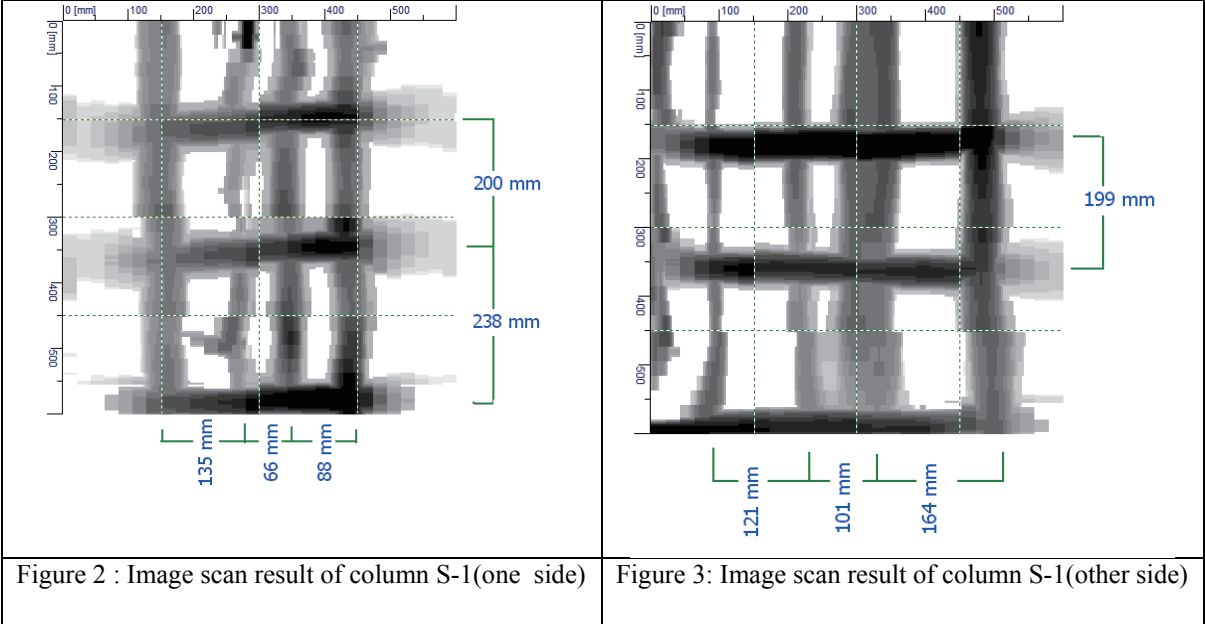 0 [mm] 100 200 300 400 500
0 [mm]
100
200
300
400
500
200 mm
238 mm
135 mm
66 mm
88 mm
Figure 2 : Image scan result of column S-1(one side)
0 [mm] 100 200 300 400 500
0 [mm]
100
200
300
400
500
199 mm
121 mm
101 mm
164 mm
Figure 3: Image scan result of column S-1(other side)